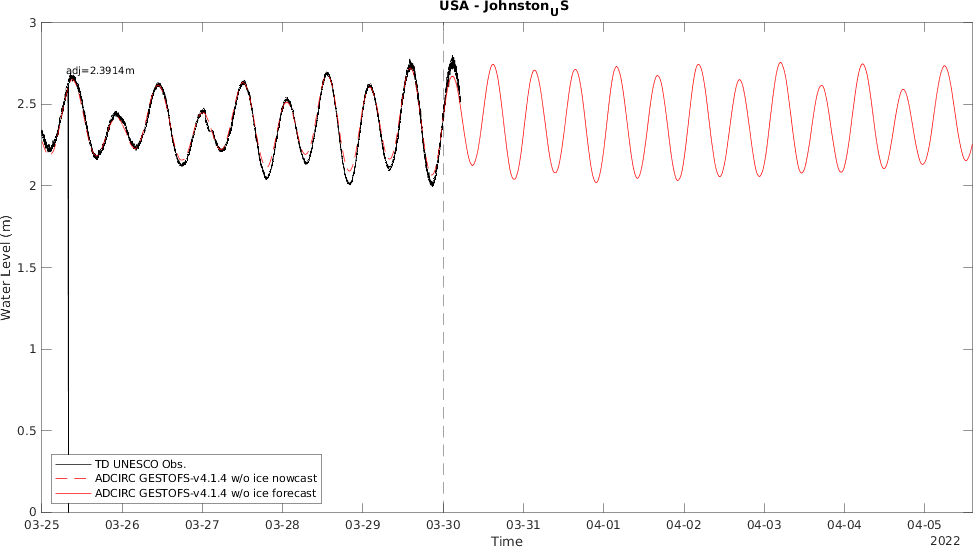 USA - Johnston_US
adj=2.3914m
3
2.5
2
1.5
1
0.5
0
Water Level (m)
TD UNESCO Obs.
ADCIRC GESTOFS-v4.1.4 w/o ice nowcast
ADCIRC GESTOFS-v4.1.4 w/o ice forecast
03-25 03-26 03-27 03-28 03-29 03-30 03-31 04-01 04-02 04-03 04-04 04-05
Time
2022